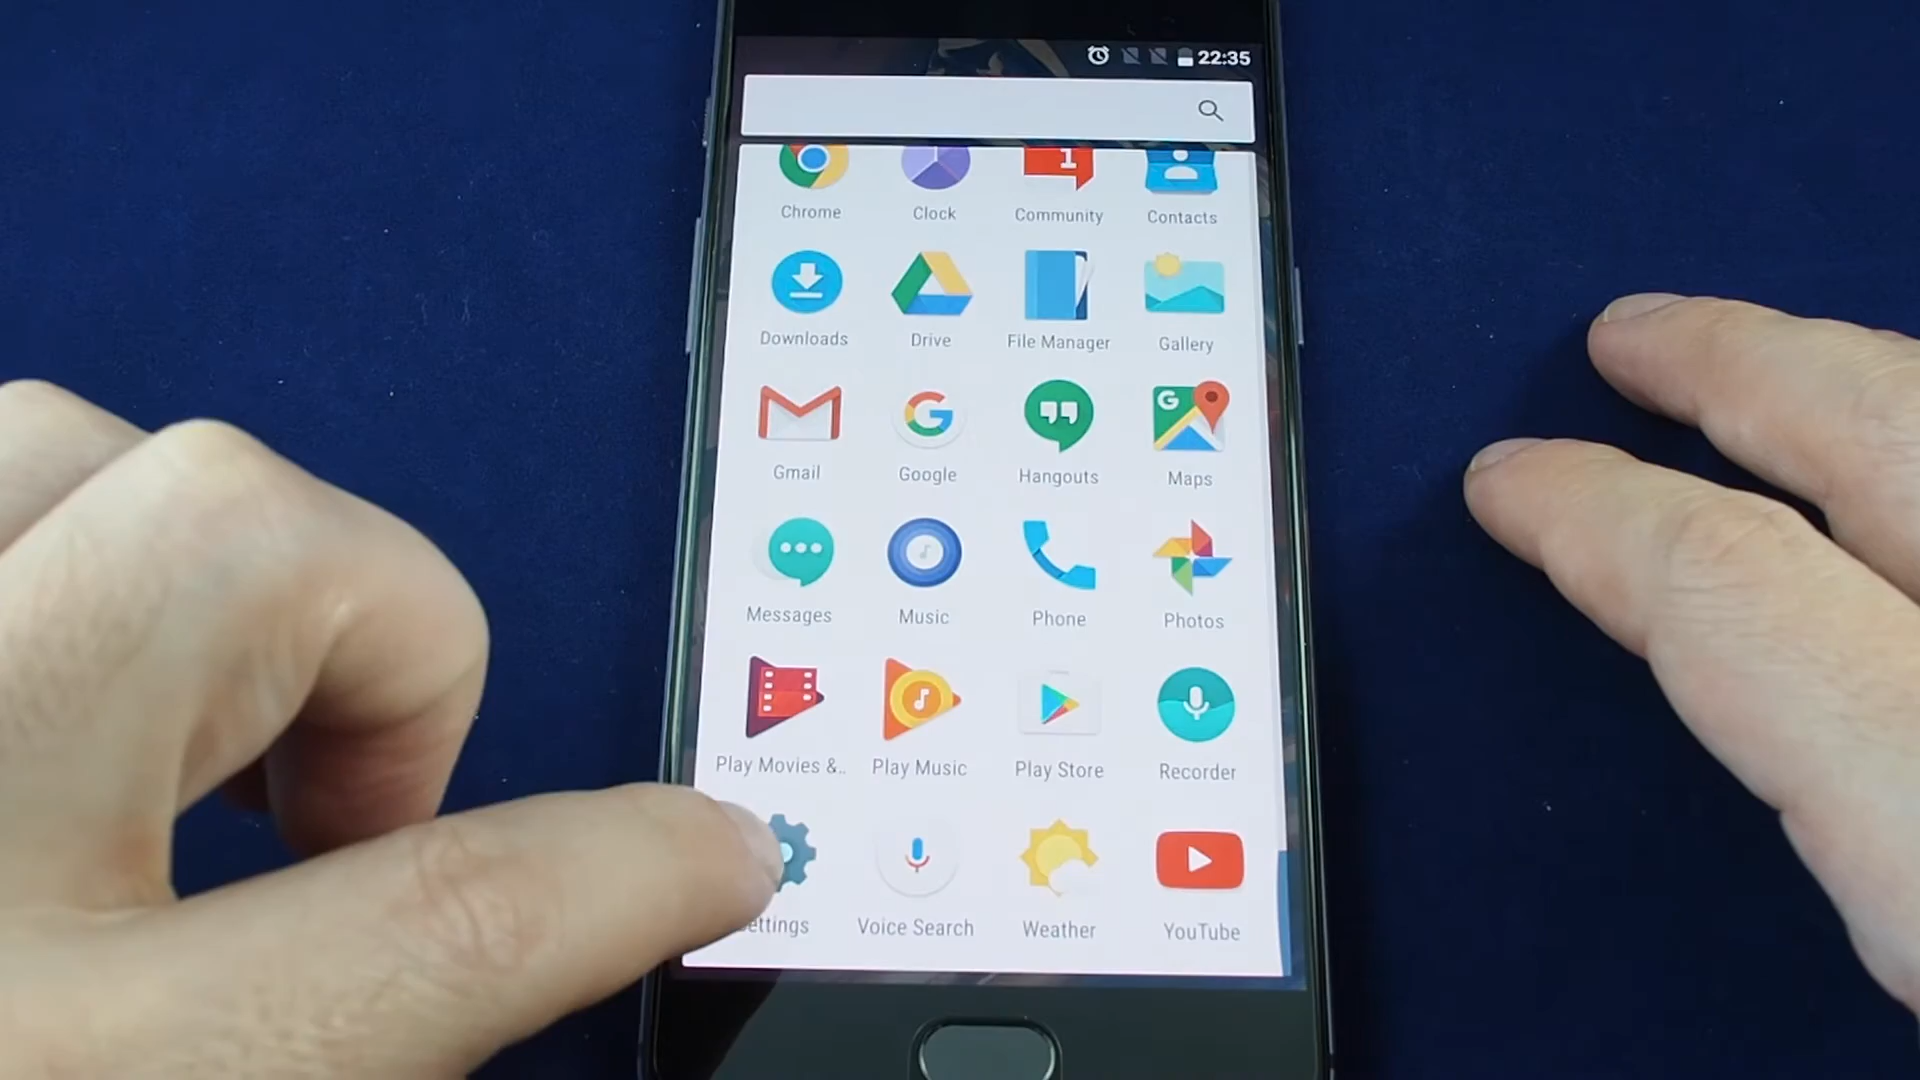 22:35
1
Chrome Clock Community Contacts
Downloads Drive File Manager Gallery
G
Gmail Google Hangouts Maps
Messages Music Phone Photos
Play Movies &.. Play Music Play Store Recorder
ettings Voice Search Weather YouTube